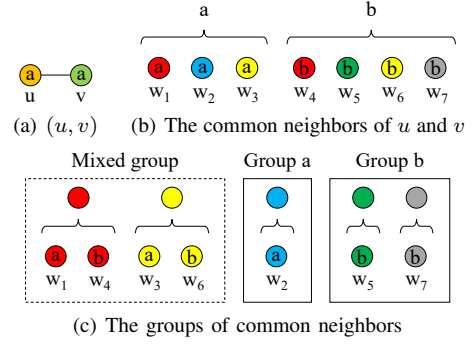 a b
a a a a a b b b b
u v w₁ w₂ w₃ w₄ w₅ w₆ w₇
(a) (u, v) (b) The common neighbors of u and v
Mixed group Group a Group b
a b a b a b b
w₁ w₄ w₃ w₆ w₂ w₅ w₇
(c) The groups of common neighbors